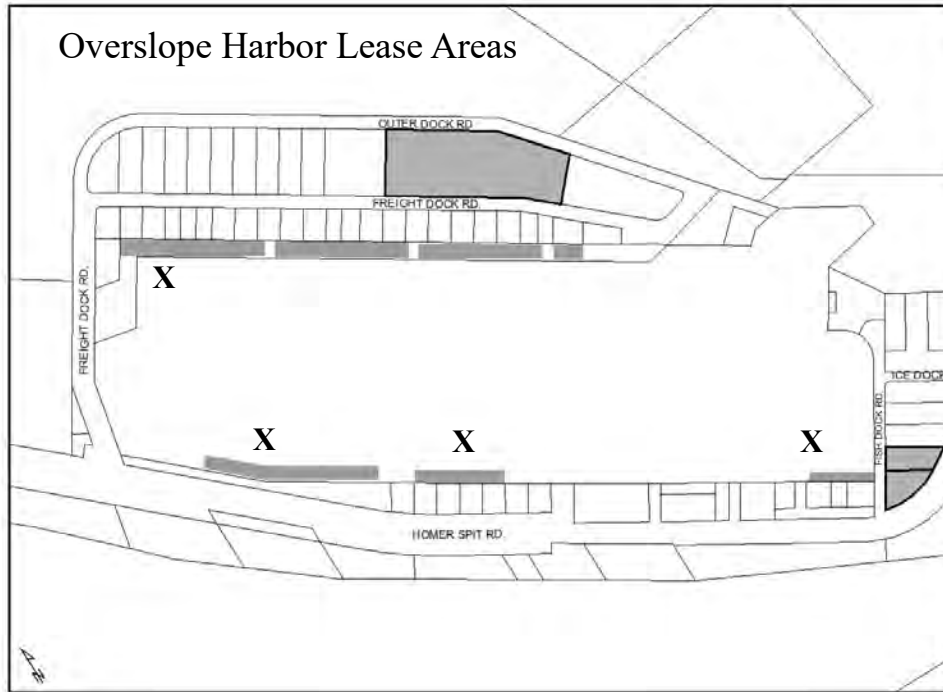 Overslope Harbor Lease Areas
OUTER DOCK RD
FREIGHT DOCK RD.
X
FREIGHT DOCK RD.
ICE DOCK
FISH DOCK RD.
X
X
X
HOMER SPIT RD.
N